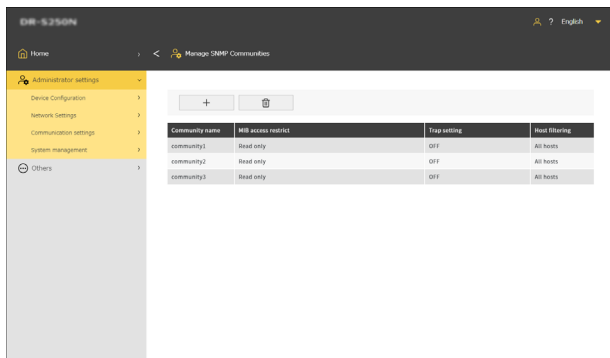 DR-S250N
? English
Home
< Manage SNMP Communities
Administrator settings
Device Configuration
Network Settings
Communication settings
System management
Others
+
Community name MIB access restrict Trap setting Host filtering
community1 Read only OFF All hosts
community2 Read only OFF All hosts
community3 Read only OFF All hosts